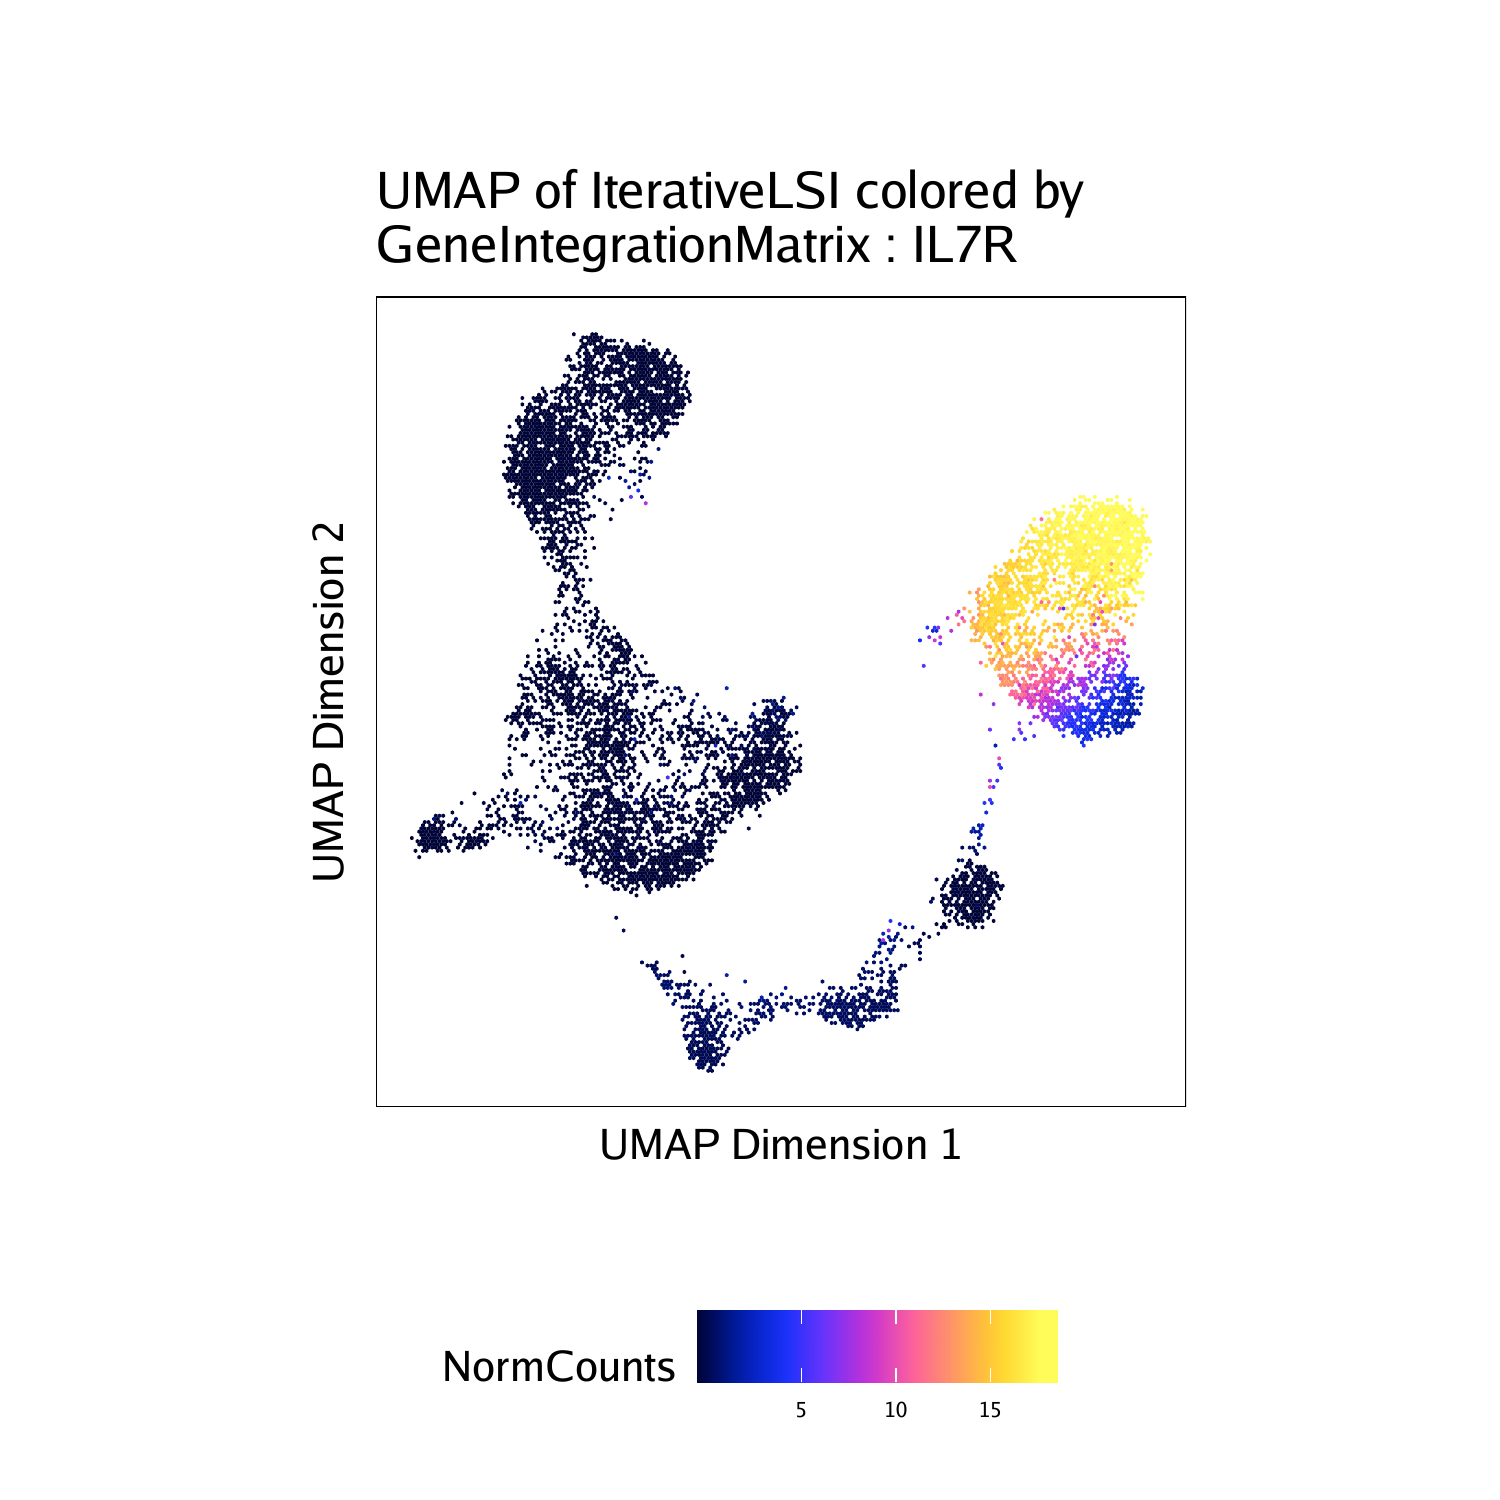 UMAP of IterativeLSI colored by
GeneIntegrationMatrix : IL7R
UMAP Dimension 2
UMAP Dimension 1
NormCounts
5 10 15